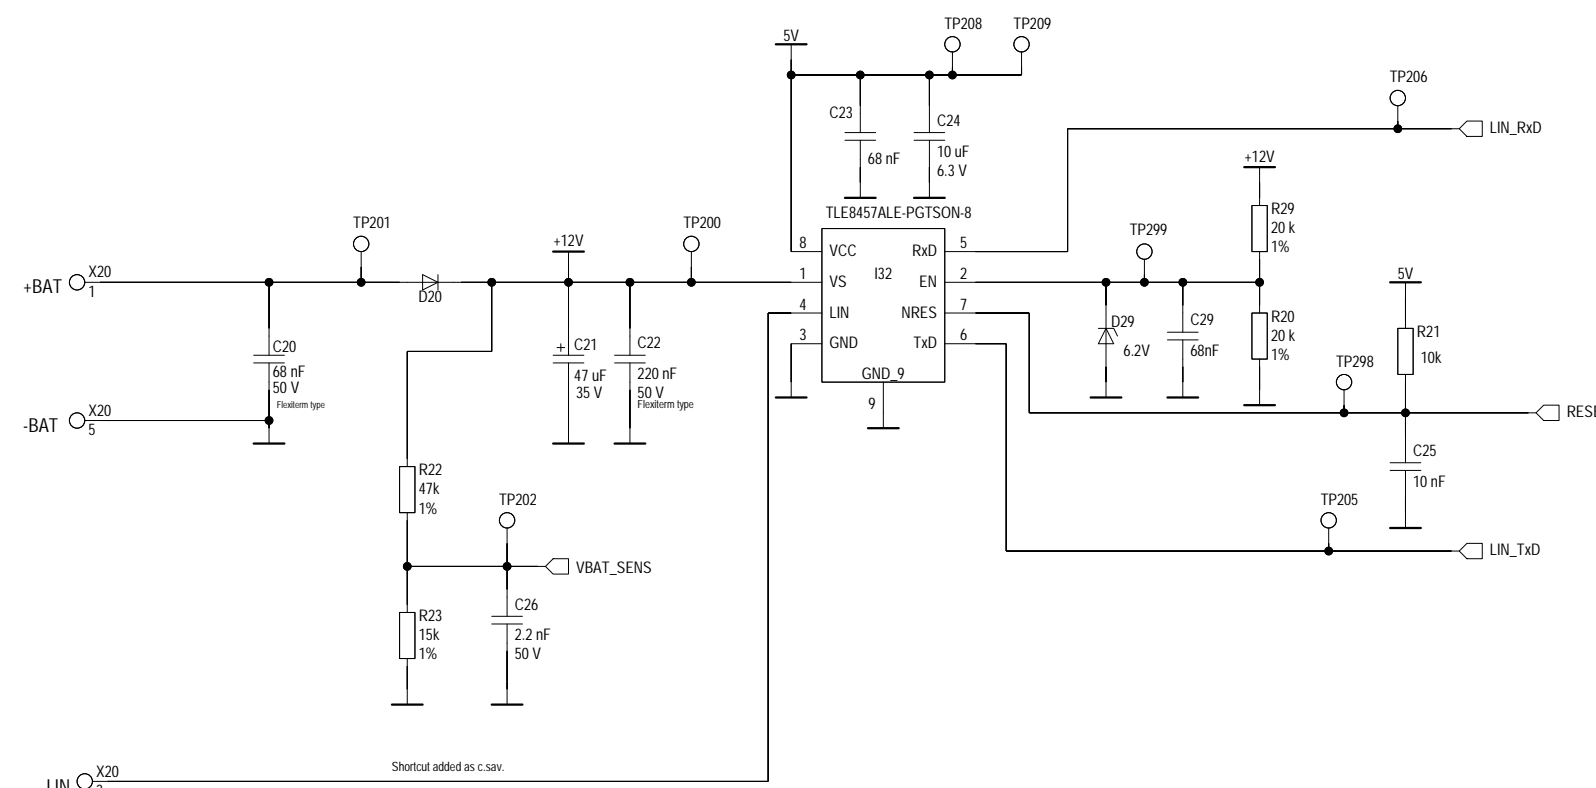 TP208
TP209
5V
TP206
C23
C24
LIN_RxD
68 nF
10 uF
6.3 V
+12V
TLE8457ALE-PGTSON-8
R29
20 k
1%
TP201
TP200
TP299
+12V
8
VCC
RxD
5
I32
+BAT
X20
1
D20
1
VS
EN
2
5V
4
LIN
NRES
7
D29
6.2V
C29
68nF
R20
20 k
1%
R21
10k
3
GND
TxD
6
C20
68 nF
50 V
Flexiterm type
+
C21
47 uF
35 V
C22
220 nF
50 V
Flexiterm type
GND_9
9
TP298
-BAT
X20
5
C25
10 nF
R22
47k
1%
TP202
TP205
LIN_TxD
VBAT_SENS
R23
15k
1%
C26
2.2 nF
50 V
Shortcut added as c.sav.
LIN
X20